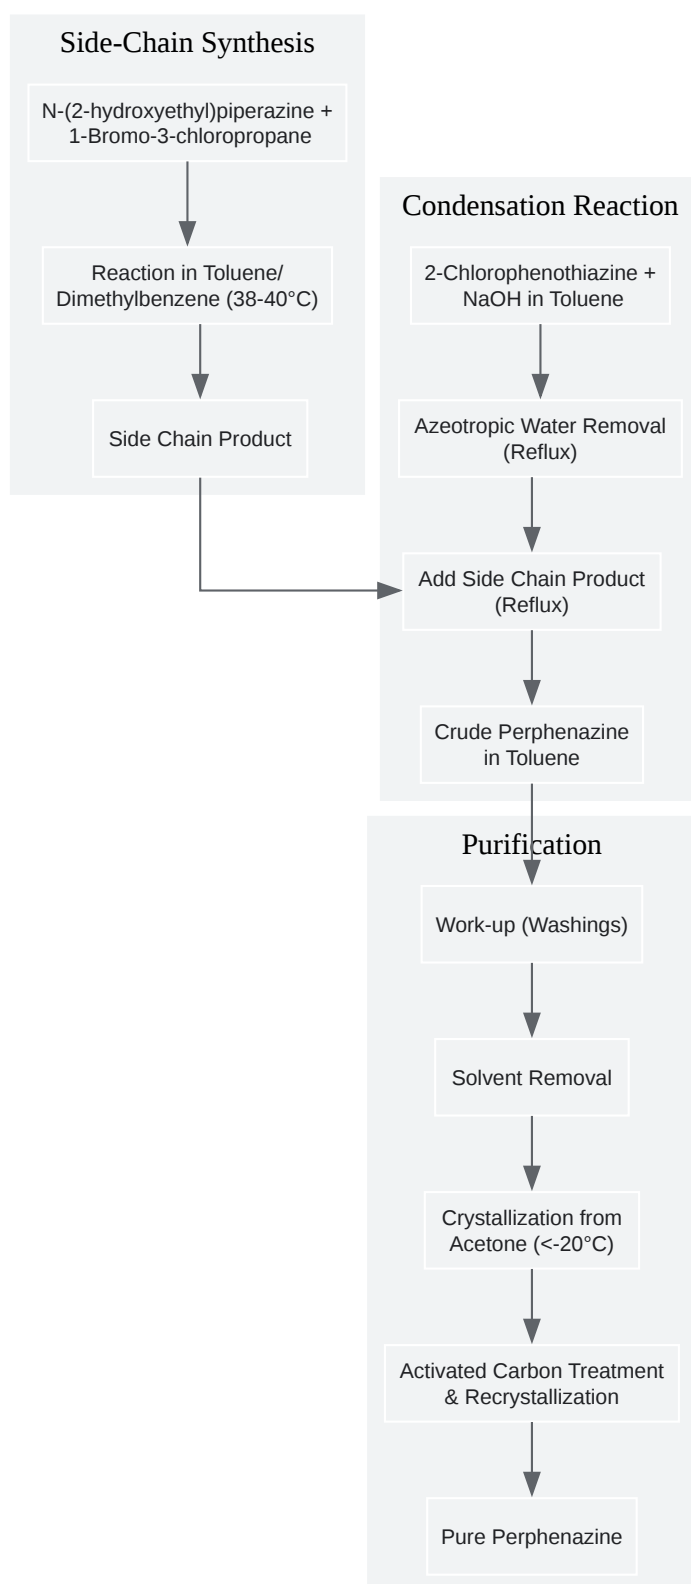 Side-Chain Synthesis
N-(2-hydroxyethyl)piperazine +
1-Bromo-3-chloropropane
Reaction in Toluene/
Dimethylbenzene (38-40°C)
Side Chain Product
Condensation Reaction
2-Chlorophenothiazine +
NaOH in Toluene
Azeotropic Water Removal
(Reflux)
Add Side Chain Product
(Reflux)
Crude Perphenazine
in Toluene
Purification
Work-up (Washings)
Solvent Removal
Crystallization from
Acetone (<-20°C)
Activated Carbon Treatment
& Recrystallization
Pure Perphenazine